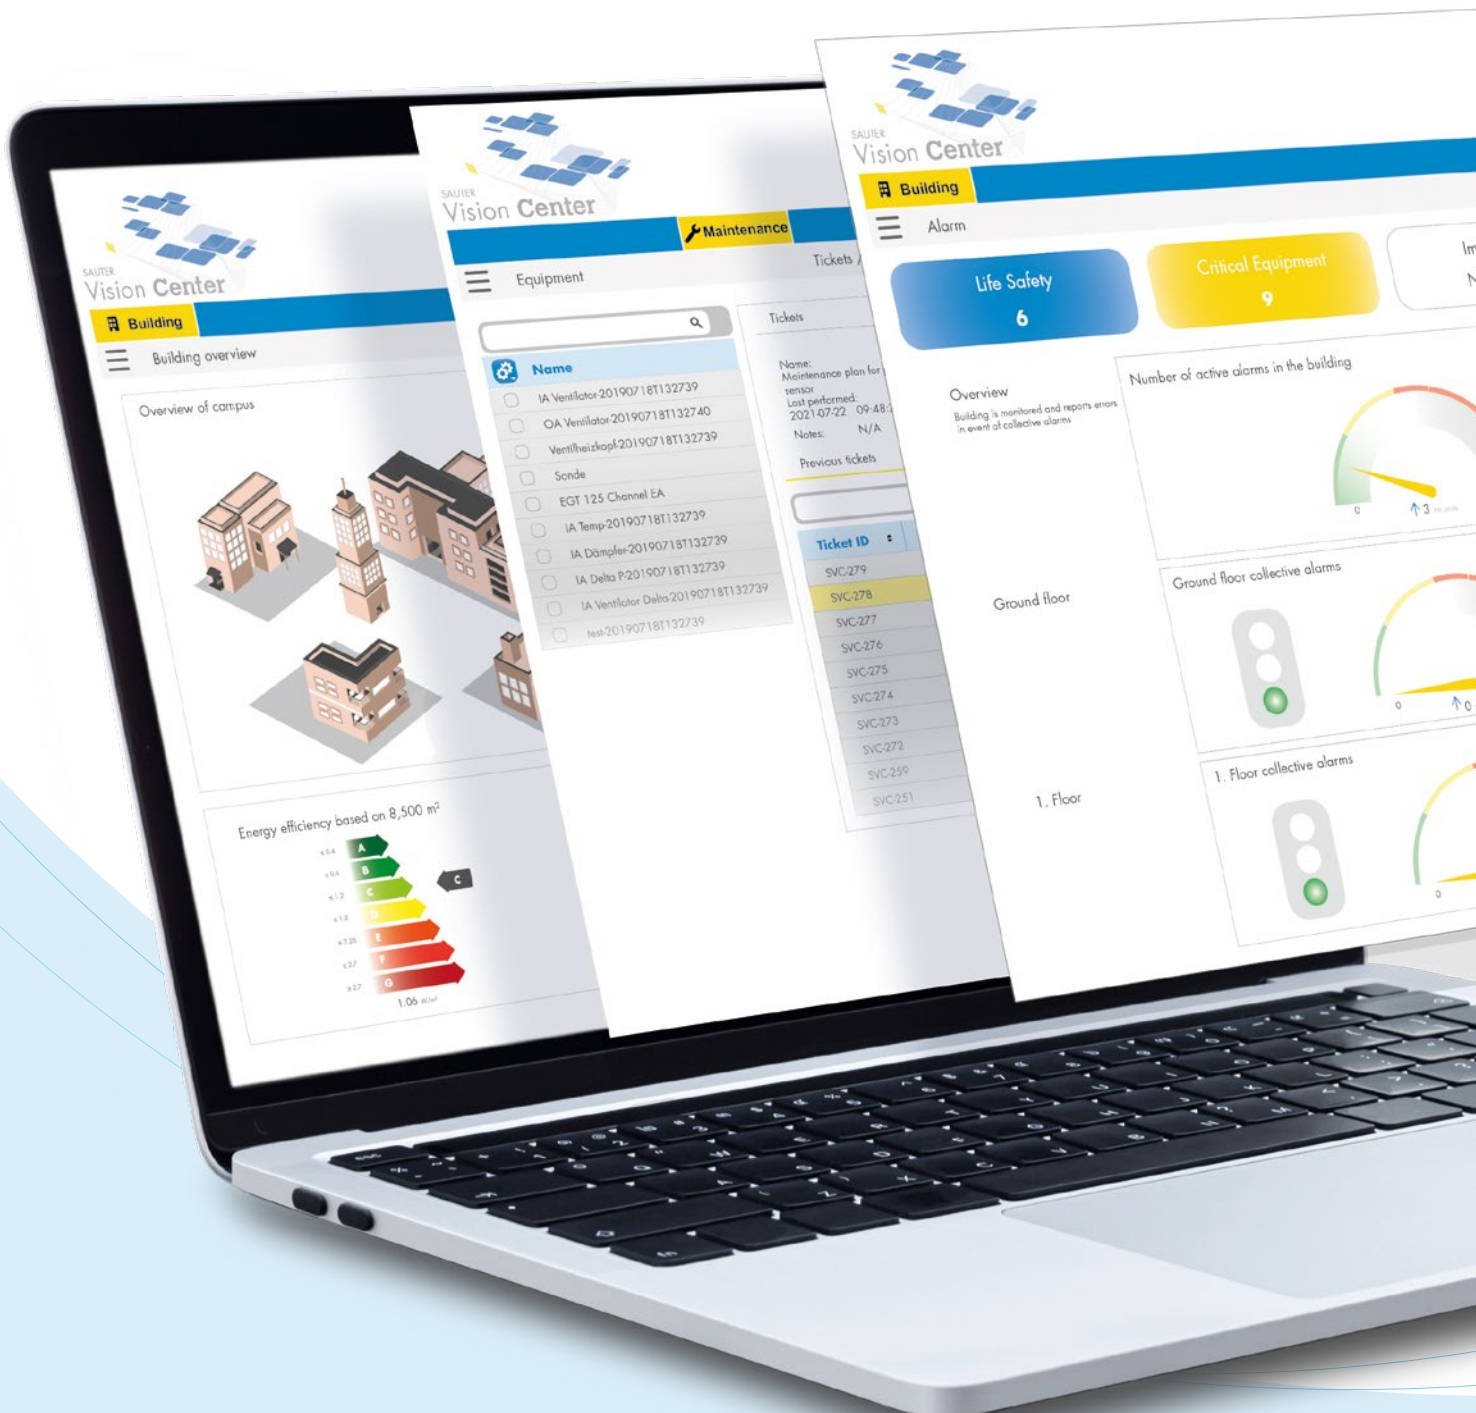 SAUTER
Vision Center
Building
Building overview
Overview of campus
Energy efficiency based on 8,500 m²
A
B
C
D
E
F
G
C
1.06
SAUTER
Vision Center
Maintenance
Equipment
Tickets /
Name
IA Ventilator-20190718T132739
OA Ventilator-20190718T132740
Ventilheizkopf-20190718T132739
Sonde
EGT 125 Channel EA
IA Temp-20190718T132739
IA Dämpfer-20190718T132739
IA Delta P-20190718T132739
IA Ventilator Delta-20190718T132739
test-20190718T132739
Tickets
Name:
Maintenance plan for
sensor
Last performed:
2021-07-22 09:48:
Notes: N/A
Previous tickets
Ticket ID
SVC-279
SVC-278
SVC-277
SVC-276
SVC-275
SVC-274
SVC-273
SVC-272
SVC-259
SVC-251
SAUTER
Vision Center
Building
Alarm
Life Safety
6
Critical Equipment
9
Im
N
Overview
Building is monitored and reports errors
in event of collective alarms
Number of active alarms in the building
0
3
Ground floor
Ground floor collective alarms
0
0
1. Floor
1. Floor collective alarms
0
esc
fn